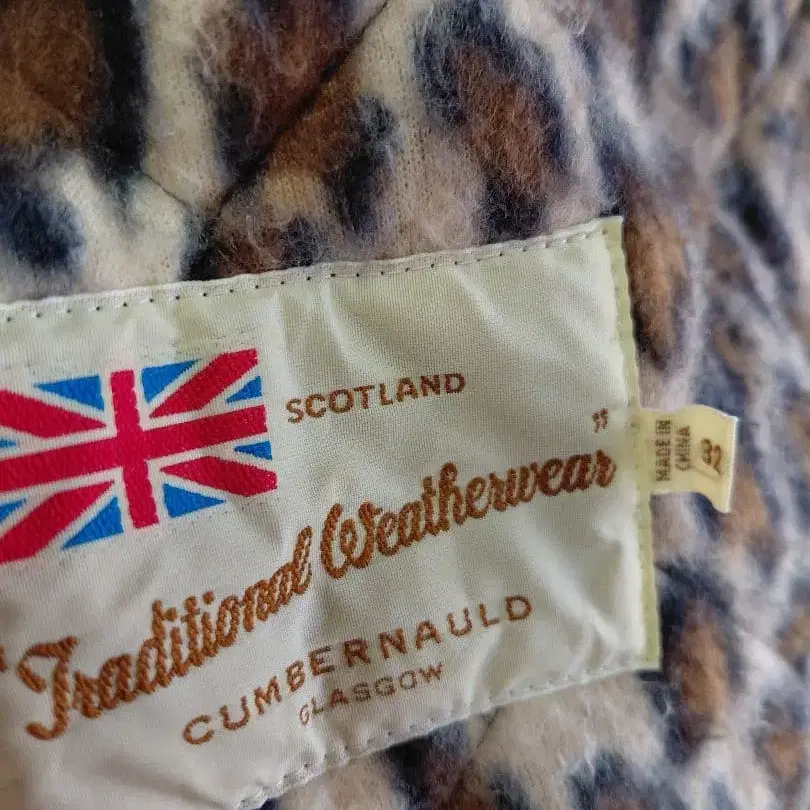 SCOTLAND
"Traditional Weatherwear"
CUMBERNAULD
GLASGOW
MADE IN
CHINA
32